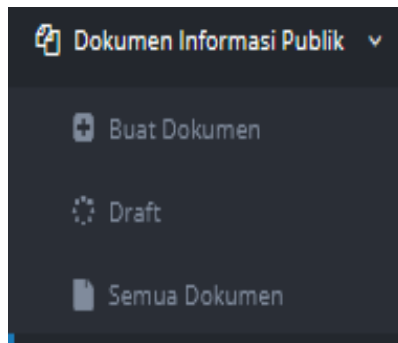 Dokumen Informasi Publik
Buat Dokumen
Draft
Semua Dokumen